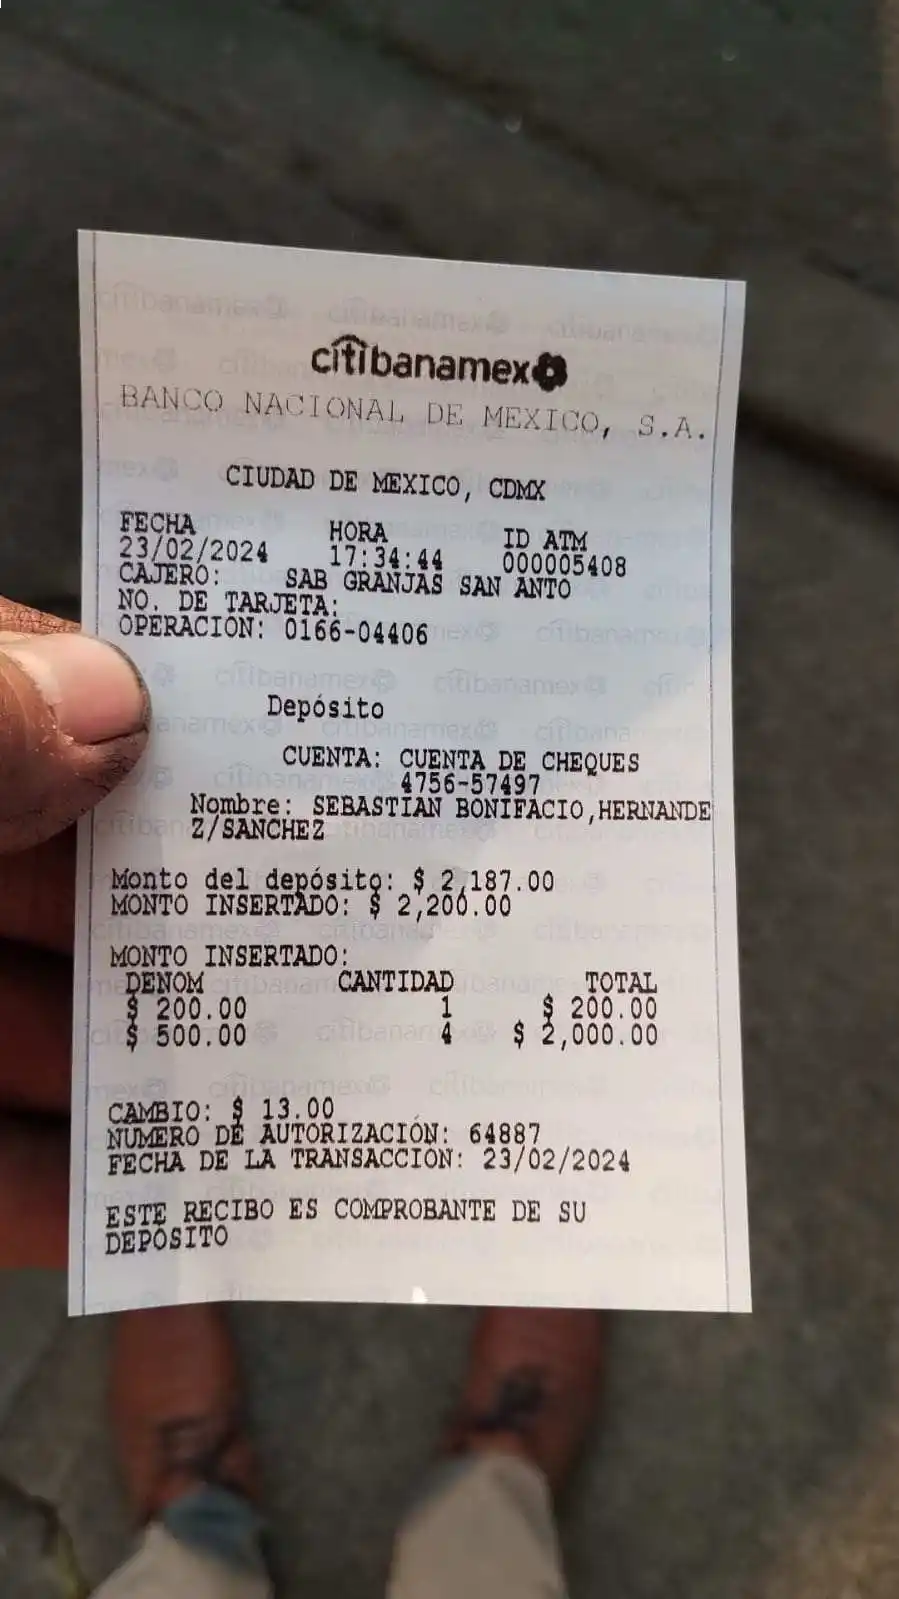 citibanamex
BANCO NACIONAL DE MEXICO, S.A.
CIUDAD DE MEXICO, CDMX
FECHA HORA ID ATM
23/02/2024 17:34:44 000005408
CAJERO: SAB GRANJAS SAN ANTO
NO. DE TARJETA:
OPERACION: 0166-04406
Depósito
CUENTA: CUENTA DE CHEQUES
4756-57497
Nombre: SEBASTIAN BONIFACIO,HERNANDE
Z/SANCHEZ
Monto del depósito: $ 2,187.00
MONTO INSERTADO: $ 2,200.00
MONTO INSERTADO:
DENOM CANTIDAD TOTAL
$ 200.00 1 $ 200.00
$ 500.00 4 $ 2,000.00
CAMBIO: $ 13.00
NUMERO DE AUTORIZACIÓN: 64887
FECHA DE LA TRANSACCION: 23/02/2024
ESTE RECIBO ES COMPROBANTE DE SU
DEPOSITO